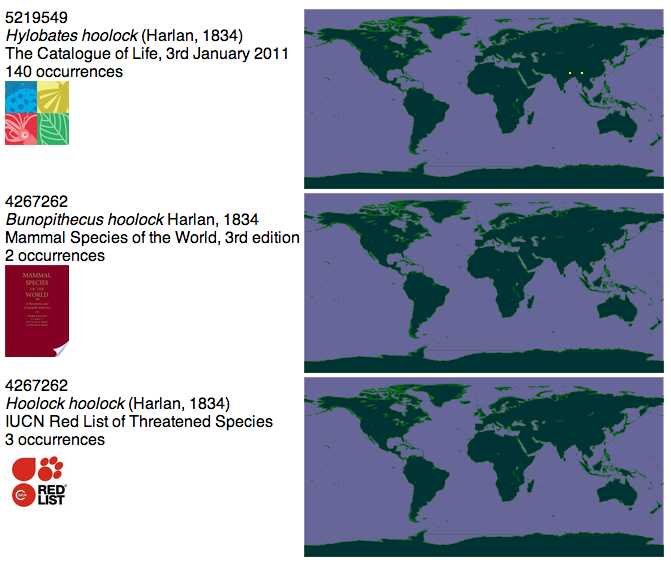 5219549
Hylobates hoolock (Harlan, 1834)
The Catalogue of Life, 3rd January 2011
140 occurrences
4267262
Bunopithecus hoolock Harlan, 1834
Mammal Species of the World, 3rd edition
2 occurrences
MAMMAL
SPECIES
OF THE
WORLD
4267262
Hoolock hoolock (Harlan, 1834)
IUCN Red List of Threatened Species
3 occurrences
RED
LIST